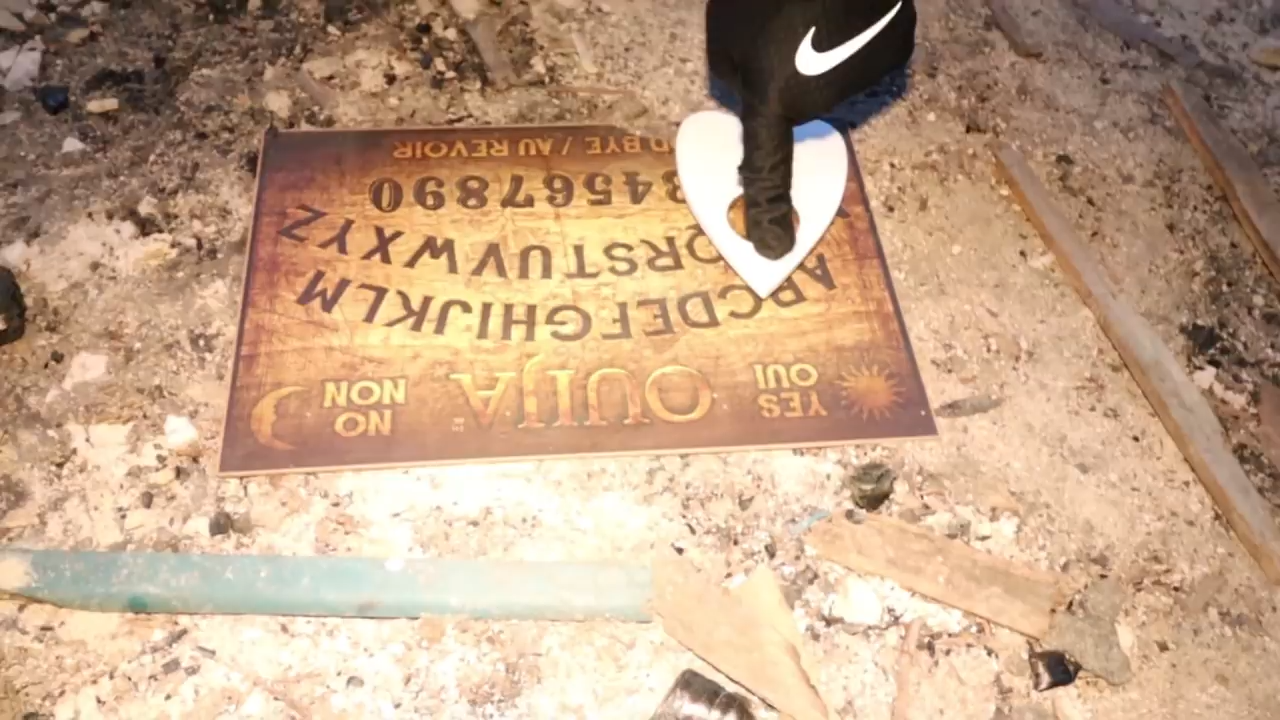 YES OUIJA NO
OUI NON
ABCDEFGHIJKLM
QRSTUVWXYZ
34567890
D BYE / AU REVOIR